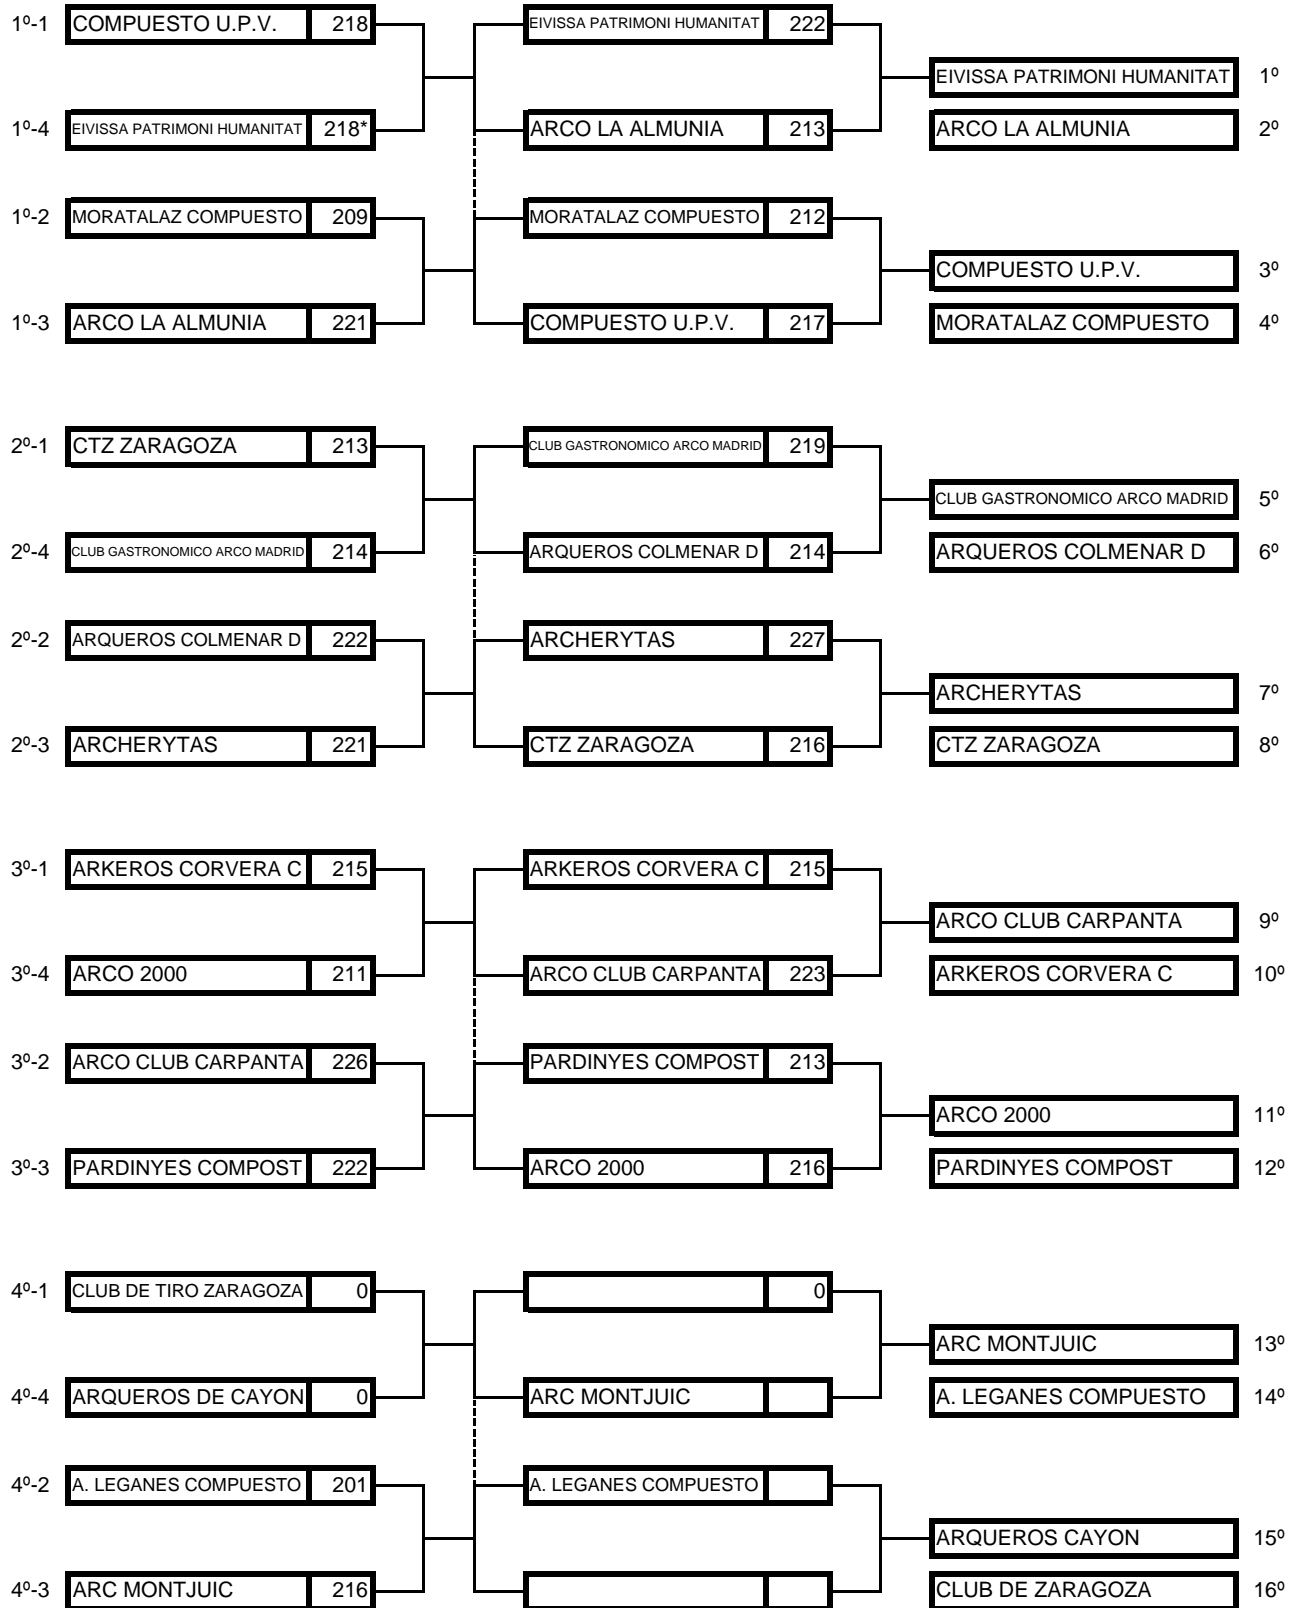 1º-1 COMPUESTO U.P.V. 218 EIVISSA PATRIMONI HUMANITAT 222
EIVISSA PATRIMONI HUMANITAT 1º
1º-4 EIVISSA PATRIMONI HUMANITAT 218* ARCO LA ALMUNIA 213 ARCO LA ALMUNIA 2º
1º-2 MORATALAZ COMPUESTO 209 MORATALAZ COMPUESTO 212
COMPUESTO U.P.V. 3º
1º-3 ARCO LA ALMUNIA 221 COMPUESTO U.P.V. 217 MORATALAZ COMPUESTO 4º
2º-1 CTZ ZARAGOZA 213 CLUB GASTRONOMICO ARCO MADRID 219
CLUB GASTRONOMICO ARCO MADRID 5º
2º-4 CLUB GASTRONOMICO ARCO MADRID 214 ARQUEROS COLMENAR D 214 ARQUEROS COLMENAR D 6º
2º-2 ARQUEROS COLMENAR D 222 ARCHERYTAS 227
ARCHERYTAS 7º
2º-3 ARCHERYTAS 221 CTZ ZARAGOZA 216 CTZ ZARAGOZA 8º
3º-1 ARKEROS CORVERA C 215 ARKEROS CORVERA C 215
ARCO CLUB CARPANTA 9º
3º-4 ARCO 2000 211 ARCO CLUB CARPANTA 223 ARKEROS CORVERA C 10º
3º-2 ARCO CLUB CARPANTA 226 PARDINYES COMPOST 213
ARCO 2000 11º
3º-3 PARDINYES COMPOST 222 ARCO 2000 216 PARDINYES COMPOST 12º
4º-1 CLUB DE TIRO ZARAGOZA 0 0
ARC MONTJUIC 13º
4º-4 ARQUEROS DE CAYON 0 ARC MONTJUIC A. LEGANES COMPUESTO 14º
4º-2 A. LEGANES COMPUESTO 201 A. LEGANES COMPUESTO
ARQUEROS CAYON 15º
4º-3 ARC MONTJUIC 216 CLUB DE ZARAGOZA 16º